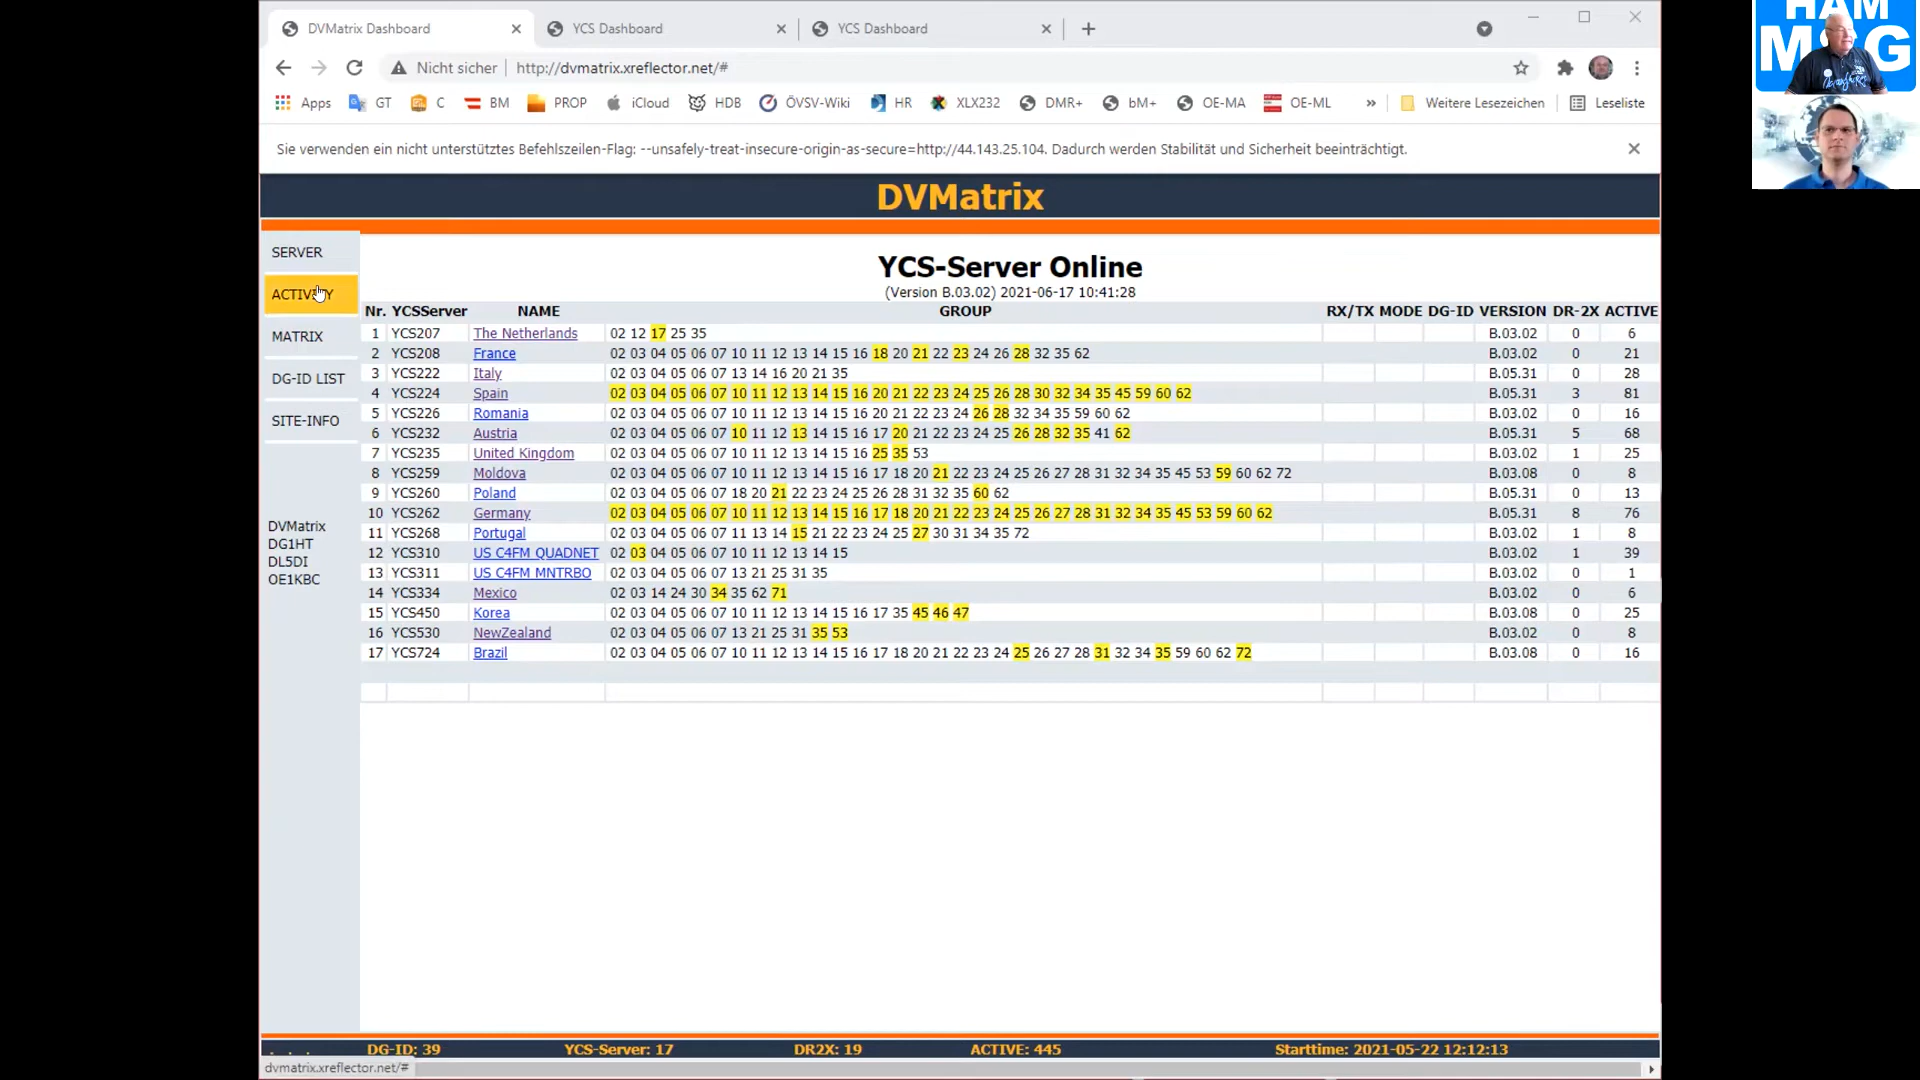 DVMatrix Dashboard
YCS Dashboard
YCS Dashboard
Nicht sicher
http://dvmatrix.xreflector.net/#
Apps GT C BM PROP iCloud HDB ÖVSV-Wiki HR XLX232 DMR+ bM+ OE-MA OE-ML » Weitere Lesezeichen Leseliste
Sie verwenden ein nicht unterstütztes Befehlszeilen-Flag: --unsafely-treat-insecure-origin-as-secure=http://44.143.25.104. Dadurch werden Stabilität und Sicherheit beeinträchtigt.
HAM
MSG
DVMatrix
SERVER
ACTIVITY
MATRIX
DG-ID LIST
SITE-INFO
DVMatrix
DG1HT
DL5DI
OE1KBC
YCS-Server Online
(Version B.03.02) 2021-06-17 10:41:28
Nr. YCSServer NAME GROUP RX/TX MODE DG-ID VERSION DR-2X ACTIVE
1 YCS207 The Netherlands 02 12 17 25 35 B.03.02 0 6
2 YCS208 France 02 03 04 05 06 07 10 11 12 13 14 15 16 18 20 21 22 23 24 26 28 32 35 62 B.03.02 0 21
3 YCS222 Italy 02 03 04 05 06 07 13 14 16 20 21 35 B.05.31 0 28
4 YCS224 Spain 02 03 04 05 06 07 10 11 12 13 14 15 16 20 21 22 23 24 25 26 28 30 32 34 35 45 59 60 62 B.05.31 3 81
5 YCS226 Romania 02 03 04 05 06 07 10 11 12 13 14 15 16 20 21 22 23 24 26 28 32 34 35 59 60 62 B.03.02 0 16
6 YCS232 Austria 02 03 04 05 06 07 10 11 12 13 14 15 16 17 20 21 22 23 24 25 26 28 32 35 41 62 B.05.31 5 68
7 YCS235 United Kingdom 02 03 04 05 06 07 10 11 12 13 14 15 16 25 35 53 B.03.02 1 25
8 YCS259 Moldova 02 03 04 05 06 07 10 11 12 13 14 15 16 17 18 20 21 22 23 24 25 26 27 28 31 32 34 35 45 53 59 60 62 72 B.03.08 0 8
9 YCS260 Poland 02 03 04 05 06 07 18 20 21 22 23 24 25 26 28 31 32 35 60 62 B.05.31 0 13
10 YCS262 Germany 02 03 04 05 06 07 10 11 12 13 14 15 16 17 18 20 21 22 23 24 25 26 27 28 31 32 34 35 45 53 59 60 62 B.05.31 8 76
11 YCS268 Portugal 02 03 04 05 06 07 11 13 14 15 21 22 23 24 25 27 30 31 34 35 72 B.03.02 1 8
12 YCS310 US C4FM QUADNET 02 03 04 05 06 07 10 11 12 13 14 15 B.03.02 1 39
13 YCS311 US C4FM MNTRBO 02 03 04 05 06 07 13 21 25 31 35 B.03.02 0 1
14 YCS334 Mexico 02 03 14 24 30 34 35 62 71 B.03.02 0 6
15 YCS450 Korea 02 03 04 05 06 07 10 11 12 13 14 15 16 17 35 45 46 47 B.03.08 0 25
16 YCS530 NewZealand 02 03 04 05 06 07 13 21 25 31 35 53 B.03.02 0 8
17 YCS724 Brazil 02 03 04 05 06 07 10 11 12 13 14 15 16 17 18 20 21 22 23 24 25 26 27 28 31 32 34 35 59 60 62 72 B.03.08 0 16
. . . DG-ID: 39 YCS-Server: 17 DR2X: 19 ACTIVE: 445 Starttime: 2021-05-22 12:12:13
dvmatrix.xreflector.net/#